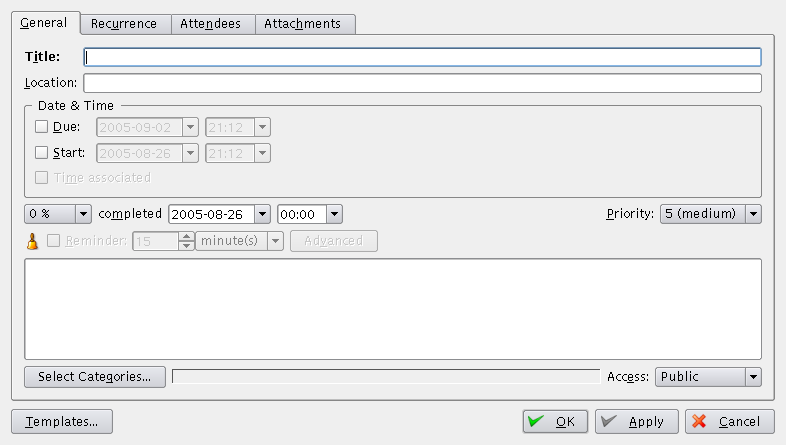 General Recurrence Attendees Attachments
Title:
Location:
Date & Time
Due: 2005-09-02 21:12
Start: 2005-08-26 21:12
Time associated
0 % completed 2005-08-26 00:00 Priority: 5 (medium)
Reminder: 15 minute(s) Advanced
Select Categories... Access: Public
Templates... OK Apply Cancel